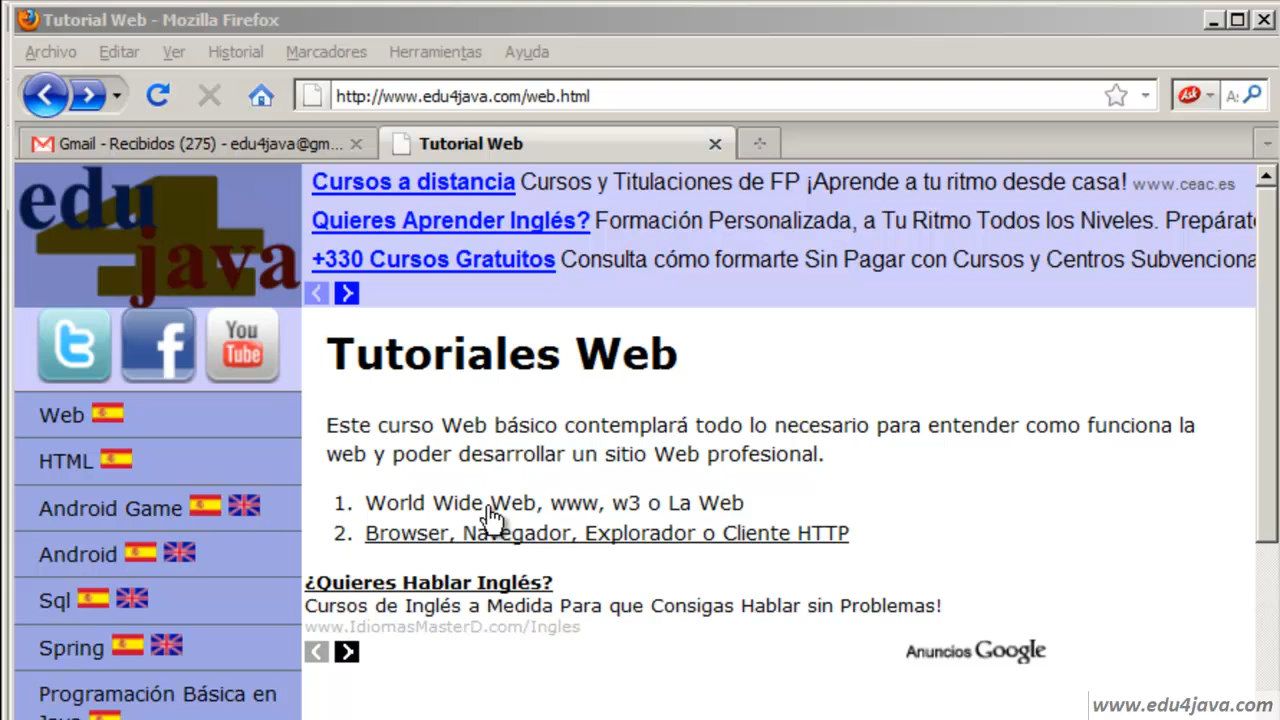 Tutorial Web - Mozilla Firefox
Archivo Editar Ver Historial Marcadores Herramientas Ayuda
http://www.edu4java.com/web.html
Ask
Gmail - Recibidos (275) - edu4java@gm... Tutorial Web
edu 4 java
Cursos a distancia Cursos y Titulaciones de FP ¡Aprende a tu ritmo desde casa! www.ceac.es
Quieres Aprender Inglés? Formación Personalizada, a Tu Ritmo Todos los Niveles.
+330 Cursos Gratuitos Consulta cómo formarte Sin Pagar con Cursos y Centros
You Tube
Tutoriales Web
Este curso Web básico contemplará todo lo necesario para entender como funciona la
web y poder desarrollar un sitio Web profesional.
1. World Wide Web, www, w3 o La Web
2. Browser, Navegador, Explorador o Cliente HTTP
¿Quieres Hablar Inglés?
Cursos de Inglés a Medida Para que Consigas Hablar sin Problemas!
www.IdiomasMasterD.com/Ingles
Anuncios Google
Web
HTML
Android Game
Android
Sql
Spring
Programación Básica en
www.edu4java.com